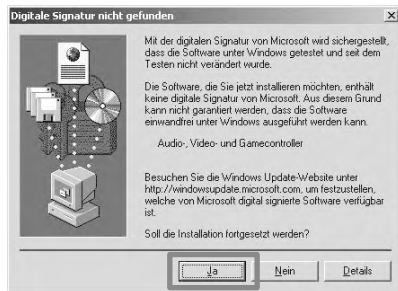 Digitale Signatur nicht gefunden
Mit der digitalen Signatur von Microsoft wird sichergestellt,
dass die Software unter Windows getestet und seit dem
Testen nicht verändert wurde.
Die Software, die Sie jetzt installieren möchten, enthält
keine digitale Signatur von Microsoft. Aus diesem Grund
kann nicht garantiert werden, dass die Software
einwandfrei unter Windows ausgeführt werden kann.
Audio-, Video- und Gamecontroller
Besuchen Sie die Windows Update-Website unter
http://windowsupdate.microsoft.com, um festzustellen,
welche von Microsoft digital signierte Software verfügbar
ist.
Soll die Installation fortgesetzt werden?
Ja Nein Details